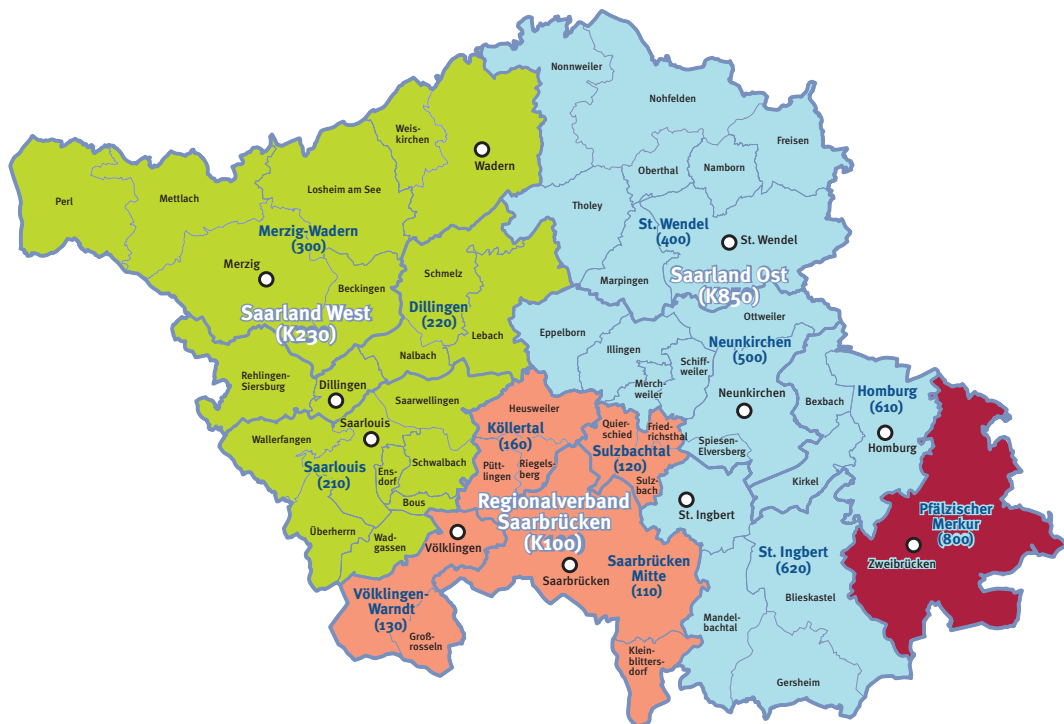 Nonnweiler
Nohfelden
Freisen
Weis-
kirchen
Wadern
Oberthal
Namborn
Perl
Mettlach
Losheim am See
Tholey
Merzig-Wadern
(300)
St. Wendel
(400)
St. Wendel
Merzig
Beckingen
Schmelz
Marpingen
Saarland Ost
(K850)
Saarland West
(K230)
Dillingen
(220)
Lebach
Eppelborn
Ottweiler
Illingen
Neunkirchen
(500)
Schiff-
weiler
Nalbach
Rehlingen-
Siersburg
Dillingen
Merch-
weiler
Neunkirchen
Bexbach
Homburg
(610)
Homburg
Saarwellingen
Heusweiler
Quier-
schied
Friedrichsthal
Wallerfangen
Saarlouis
Köllertal
(160)
Sulzbachtal
(120)
Spiesen-
Elversberg
Saarlouis
(210)
Ens-
dorf
Schwalbach
Pütt-
lingen
Riegels-
berg
Sulz-
bach
Kirkel
Bous
Regionalverband
Saarbrücken
(K100)
St. Ingbert
Pfälzischer
Merkur
(800)
Überherrn
Wad-
gassen
Völklingen
St. Ingbert
(620)
Zweibrücken
Saarbrücken
Saarbrücken
Mitte
(110)
Völklingen-
Warndt
(130)
Blieskastel
Mandel-
bachtal
Groß-
rosseln
Klein-
blitters-
dorf
Gersheim